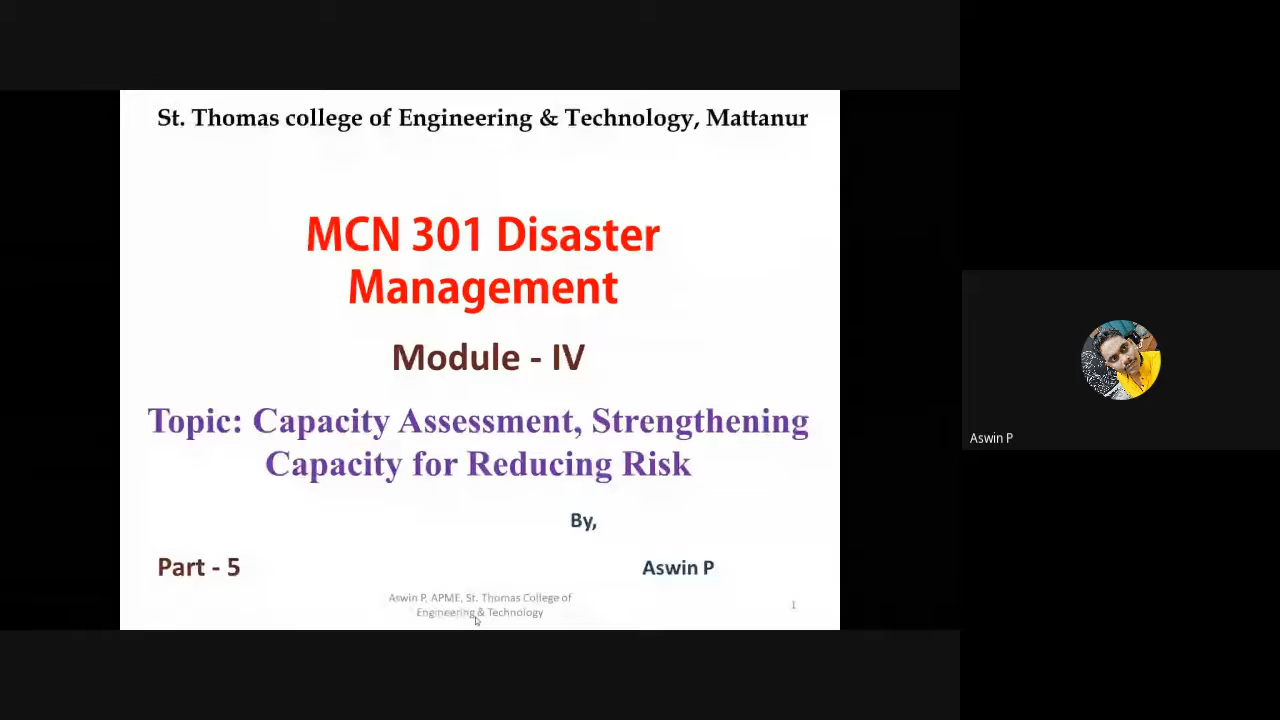 St. Thomas college of Engineering & Technology, Mattanur
MCN 301 Disaster
Management
Module - IV
Topic: Capacity Assessment, Strengthening
Capacity for Reducing Risk
By,
Part - 5
Aswin P
Aswin P, APME, St. Thomas College of
Engineering & Technology
1
Aswin P